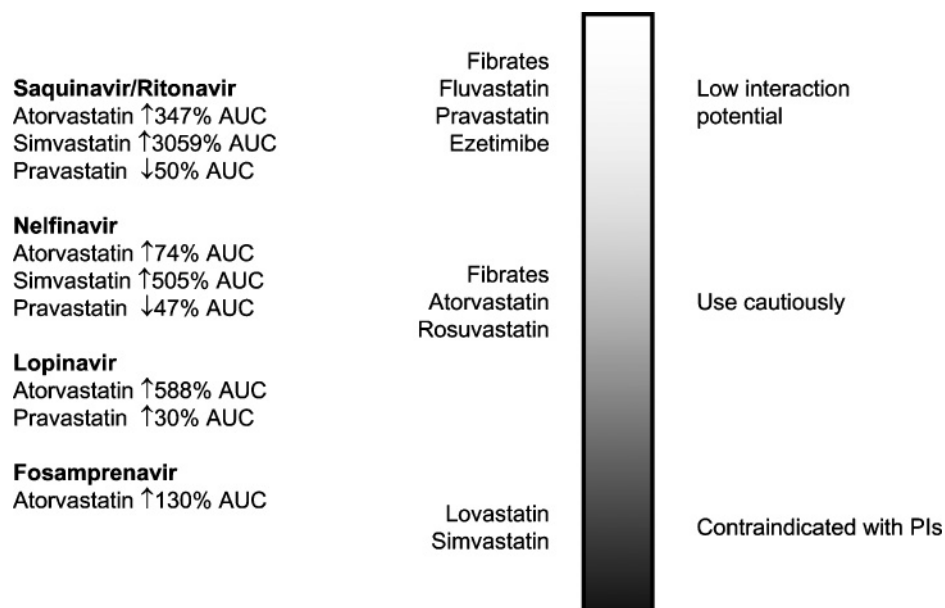 Saquinavir/Ritonavir
Atorvastatin ↑347% AUC
Simvastatin ↑3059% AUC
Pravastatin ↓50% AUC
Nelfinavir
Atorvastatin ↑74% AUC
Simvastatin ↑505% AUC
Pravastatin ↓47% AUC
Lopinavir
Atorvastatin ↑588% AUC
Pravastatin ↑30% AUC
Fosamprenavir
Atorvastatin ↑130% AUC
Fibrates
Fluvastatin
Pravastatin
Ezetimibe
Low interaction
potential
Fibrates
Atorvastatin
Rosuvastatin
Use cautiously
Lovastatin
Simvastatin
Contraindicated with PIs